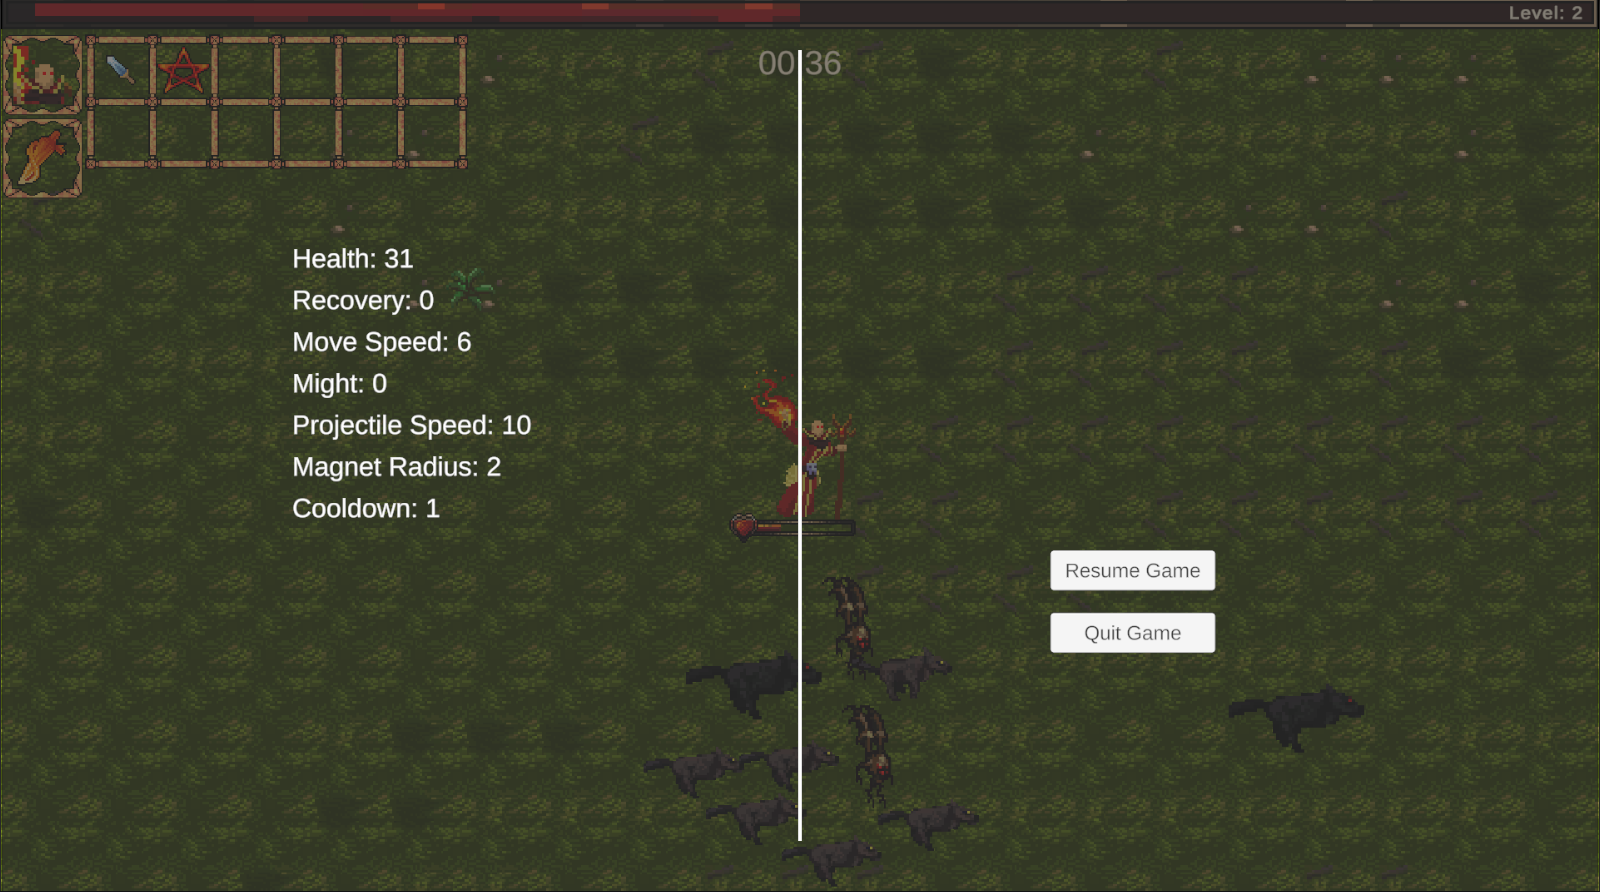 Level: 2
00:36
Health: 31
Recovery: 0
Move Speed: 6
Might: 0
Projectile Speed: 10
Magnet Radius: 2
Cooldown: 1
Resume Game
Quit Game